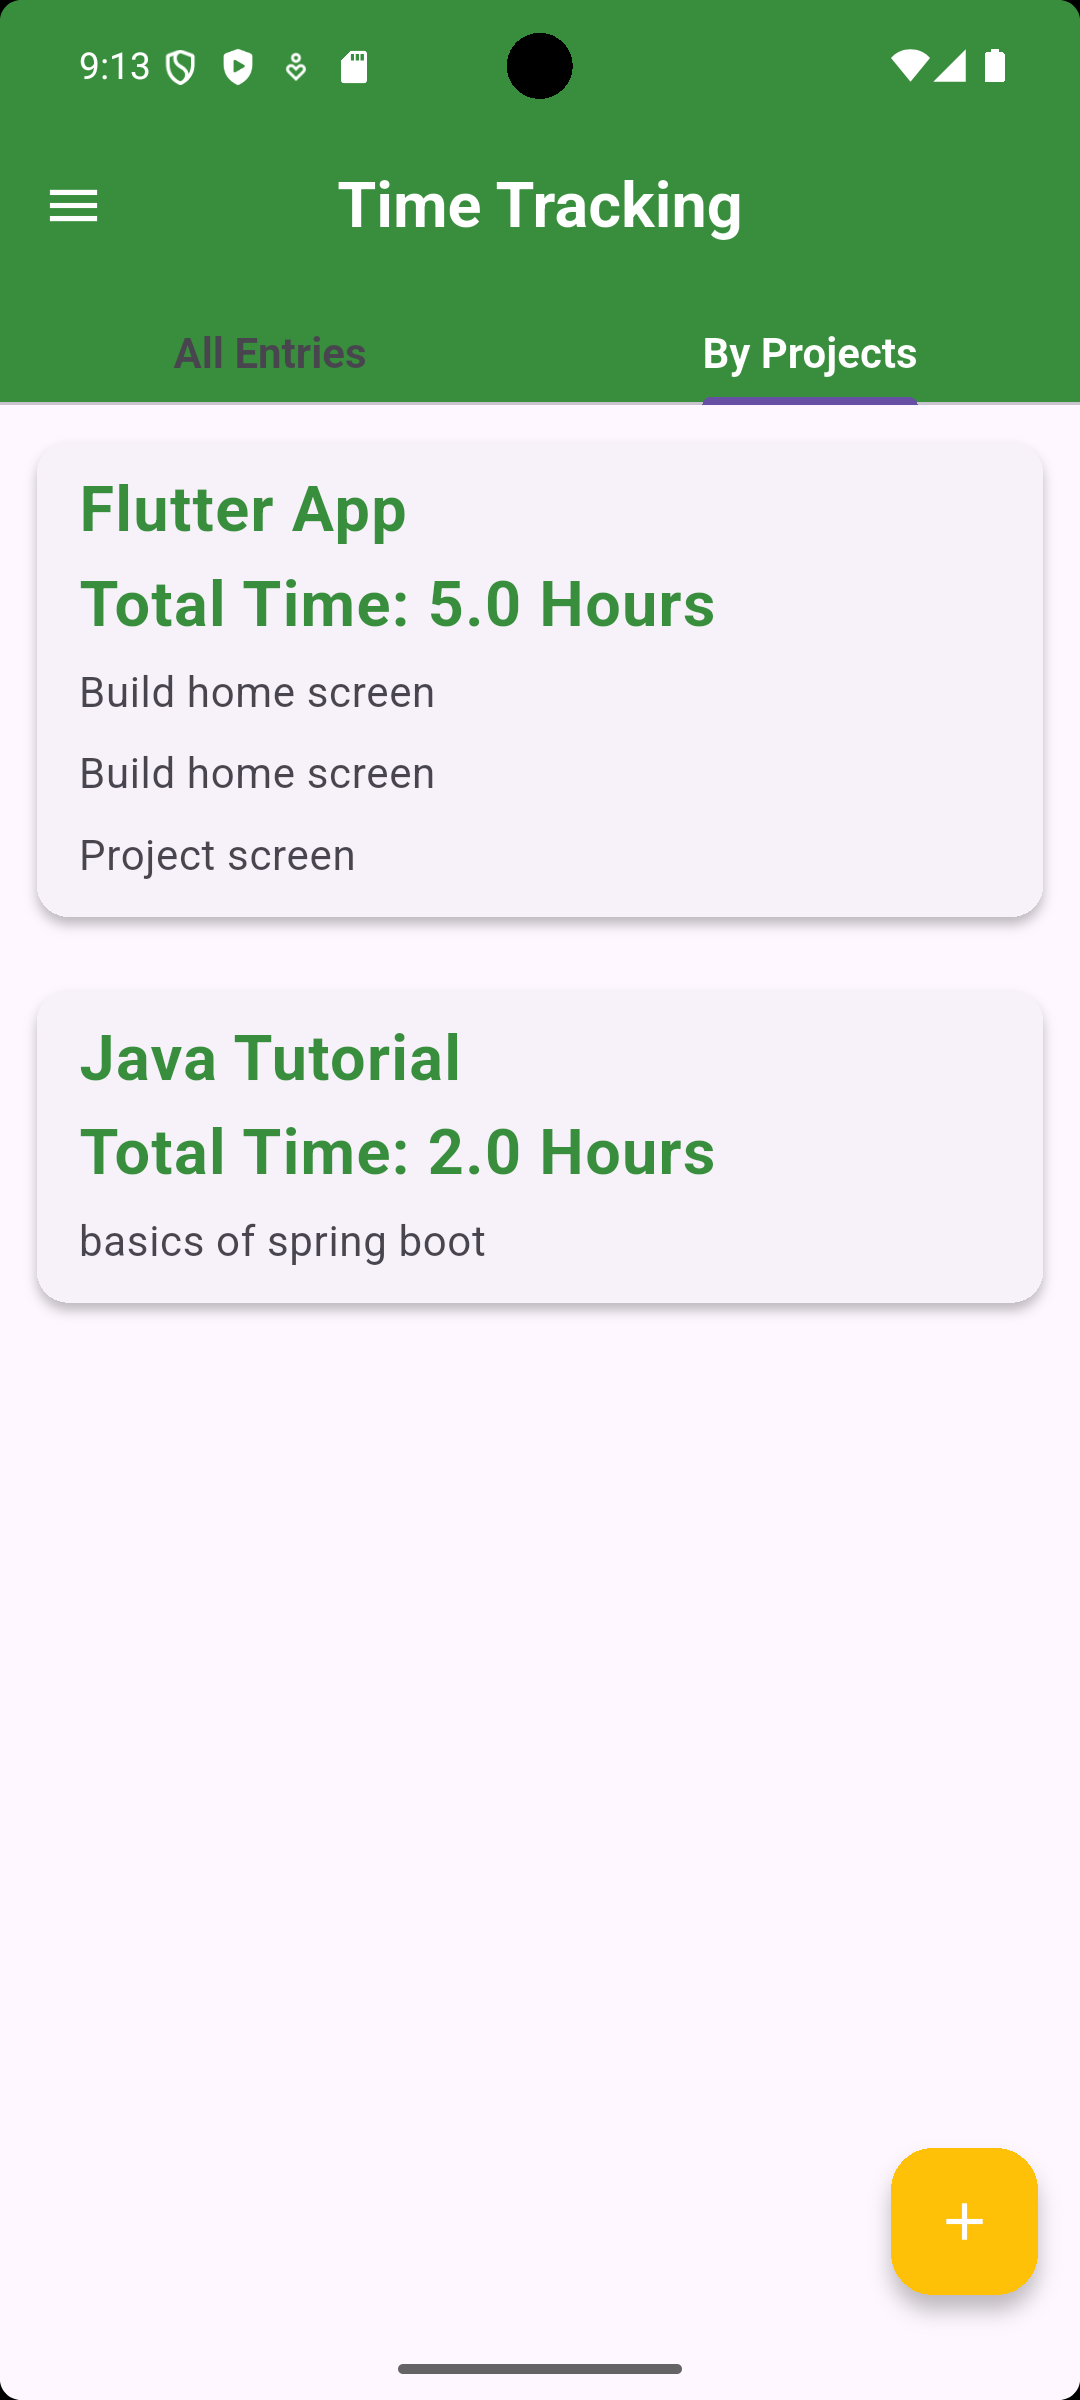 9:13
Time Tracking
All Entries By Projects
Flutter App
Total Time: 5.0 Hours
Build home screen
Build home screen
Project screen
Java Tutorial
Total Time: 2.0 Hours
basics of spring boot
+